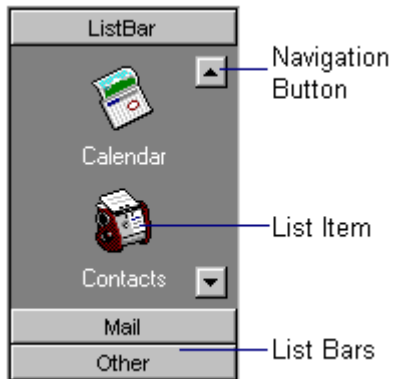 ListBar
Navigation
Button
Calendar
List Item
Contacts
Mail
Other
List Bars